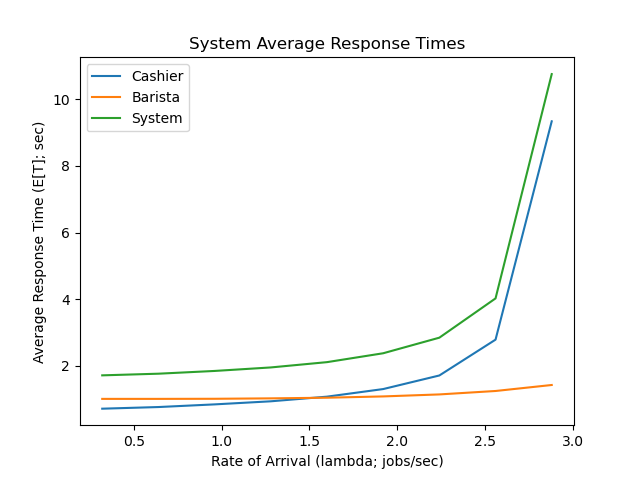 System Average Response Times
Cashier
Barista
System
Average Response Time (E[T]; sec)
10
8
6
4
2
0.5
1.0
1.5
2.0
2.5
3.0
Rate of Arrival (lambda; jobs/sec)